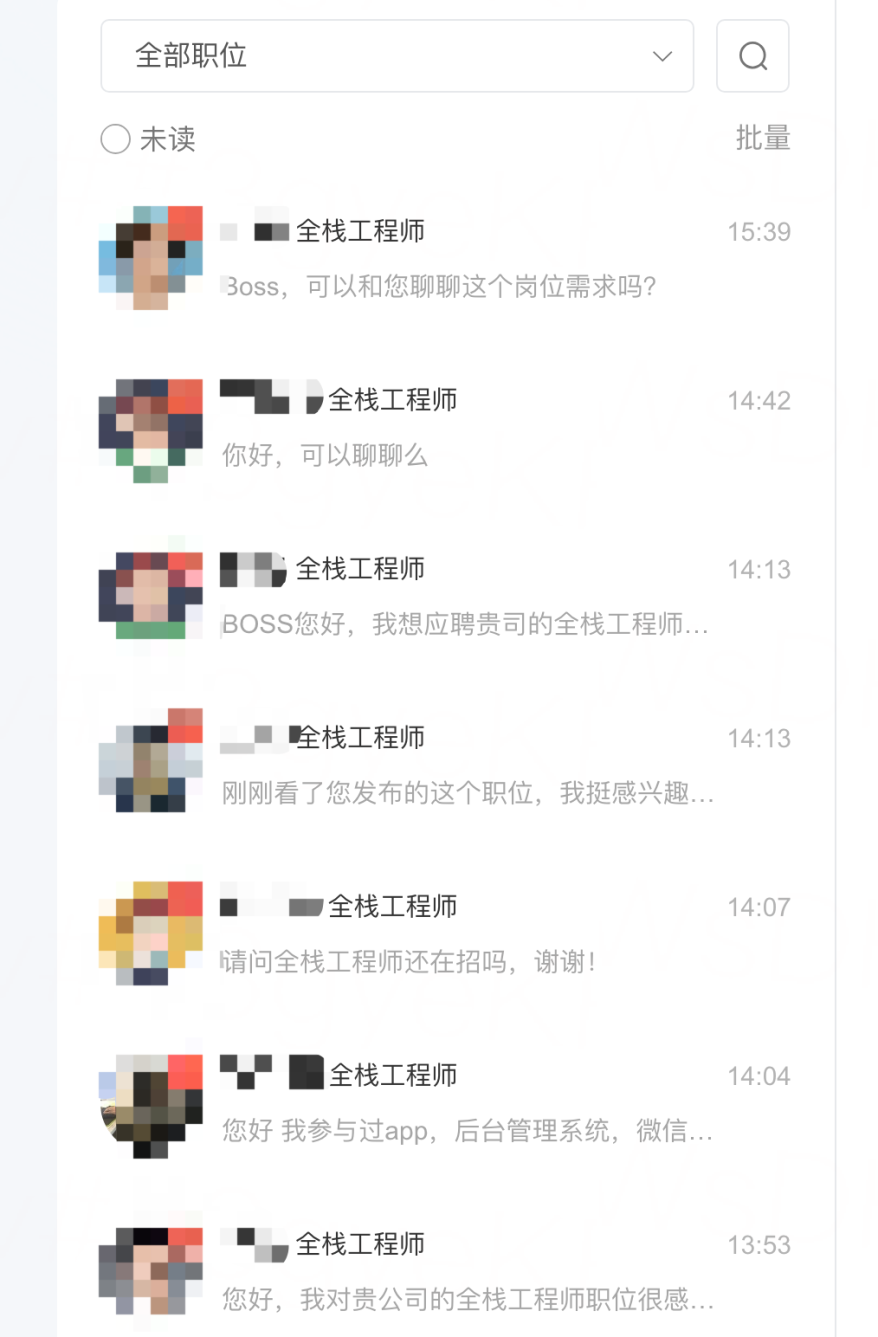 全部职位
未读 批量
全栈工程师 15:39
Boss，可以和您聊聊这个岗位需求吗？
全栈工程师 14:42
你好，可以聊聊么
全栈工程师 14:13
BOSS您好，我想应聘贵司的全栈工程师…
全栈工程师 14:13
刚刚看了您发布的这个职位，我挺感兴趣…
全栈工程师 14:07
请问全栈工程师还在招吗，谢谢！
全栈工程师 14:04
您好 我参与过app，后台管理系统，微信…
全栈工程师 13:53
您好，我对贵公司的全栈工程师职位很感…